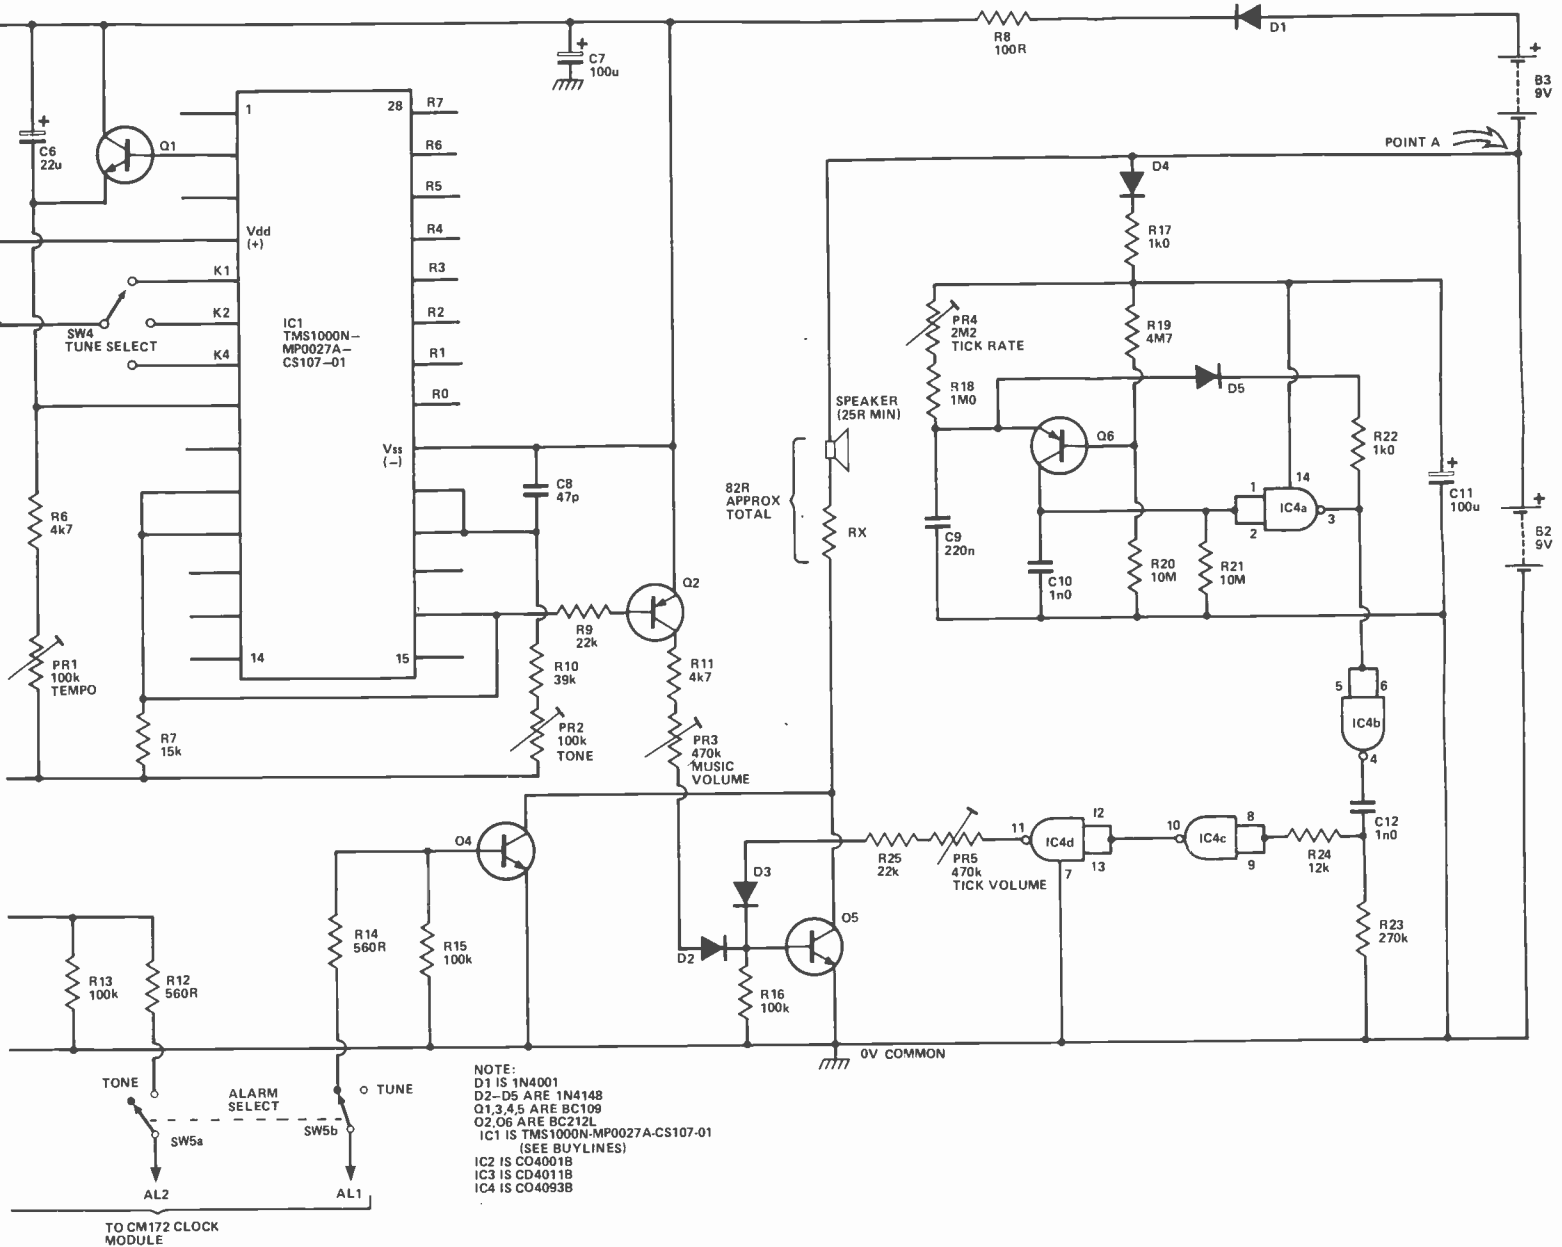 R8
100R
D1
+
C7
100u
+
B3
9V
POINT A
1
28
R7
+
C6
22u
Q1
R6
R5
Vdd
(+)
R4
K1
R3
K2
R2
SW4
TUNE SELECT
IC1
TMS1000N-
MP0027A-
CS107-01
K4
R1
R0
Vss
(-)
C8
47p
R6
4k7
14
15
PR1
100k
TEMPO
R7
15k
R9
22k
Q2
R10
39k
R11
4k7
PR2
100k
TONE
PR3
470k
MUSIC
VOLUME
D4
R17
1k0
PR4
2M2
TICK RATE
R19
4M7
R18
1M0
D5
SPEAKER
(25R MIN)
Q6
R22
1k0
82R
APPROX
TOTAL
RX
14
1
IC4a
3
2
+
C11
100u
+
B2
9V
C9
220n
C10
1n0
R20
10M
R21
10M
5
6
IC4b
4
C12
1n0
O4
R25
22k
PR5
470k
TICK VOLUME
11
IC4d
12
13
7
10
IC4c
8
9
R24
12k
D3
O5
D2
R16
100k
R23
270k
R13
100k
R12
560R
R14
560R
R15
100k
0V COMMON
TONE
ALARM
SELECT
TUNE
SW5a
SW5b
AL2
AL1
TO CM172 CLOCK
MODULE
NOTE:
D1 IS 1N4001
D2-D5 ARE 1N4148
Q1,3,4,5 ARE BC109
O2,O6 ARE BC212L
IC1 IS TMS1000N-MP0027A-CS107-01
(SEE BUYLINES)
IC2 IS CO4001B
IC3 IS CD4011B
IC4 IS CO4093B